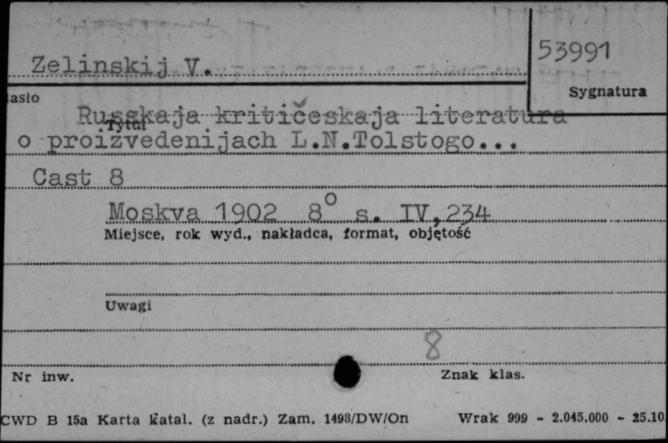 Zelinskij V.
53991
asło
Sygnatura
Russkaja kritičeskaja literatura
Tytuł
o proizvedenijach L.N.Tolstogo...
Cast 8
Moskva 1902 8° s. IV,234
Miejsce, rok wyd., nakładca, format, objętość
Uwagi
8
Nr inw.
Znak klas.
CWD B 15a Karta katal. (z nadr.) Zam. 1498/DW/On Wrak 999 - 2.045.000 - 25.10